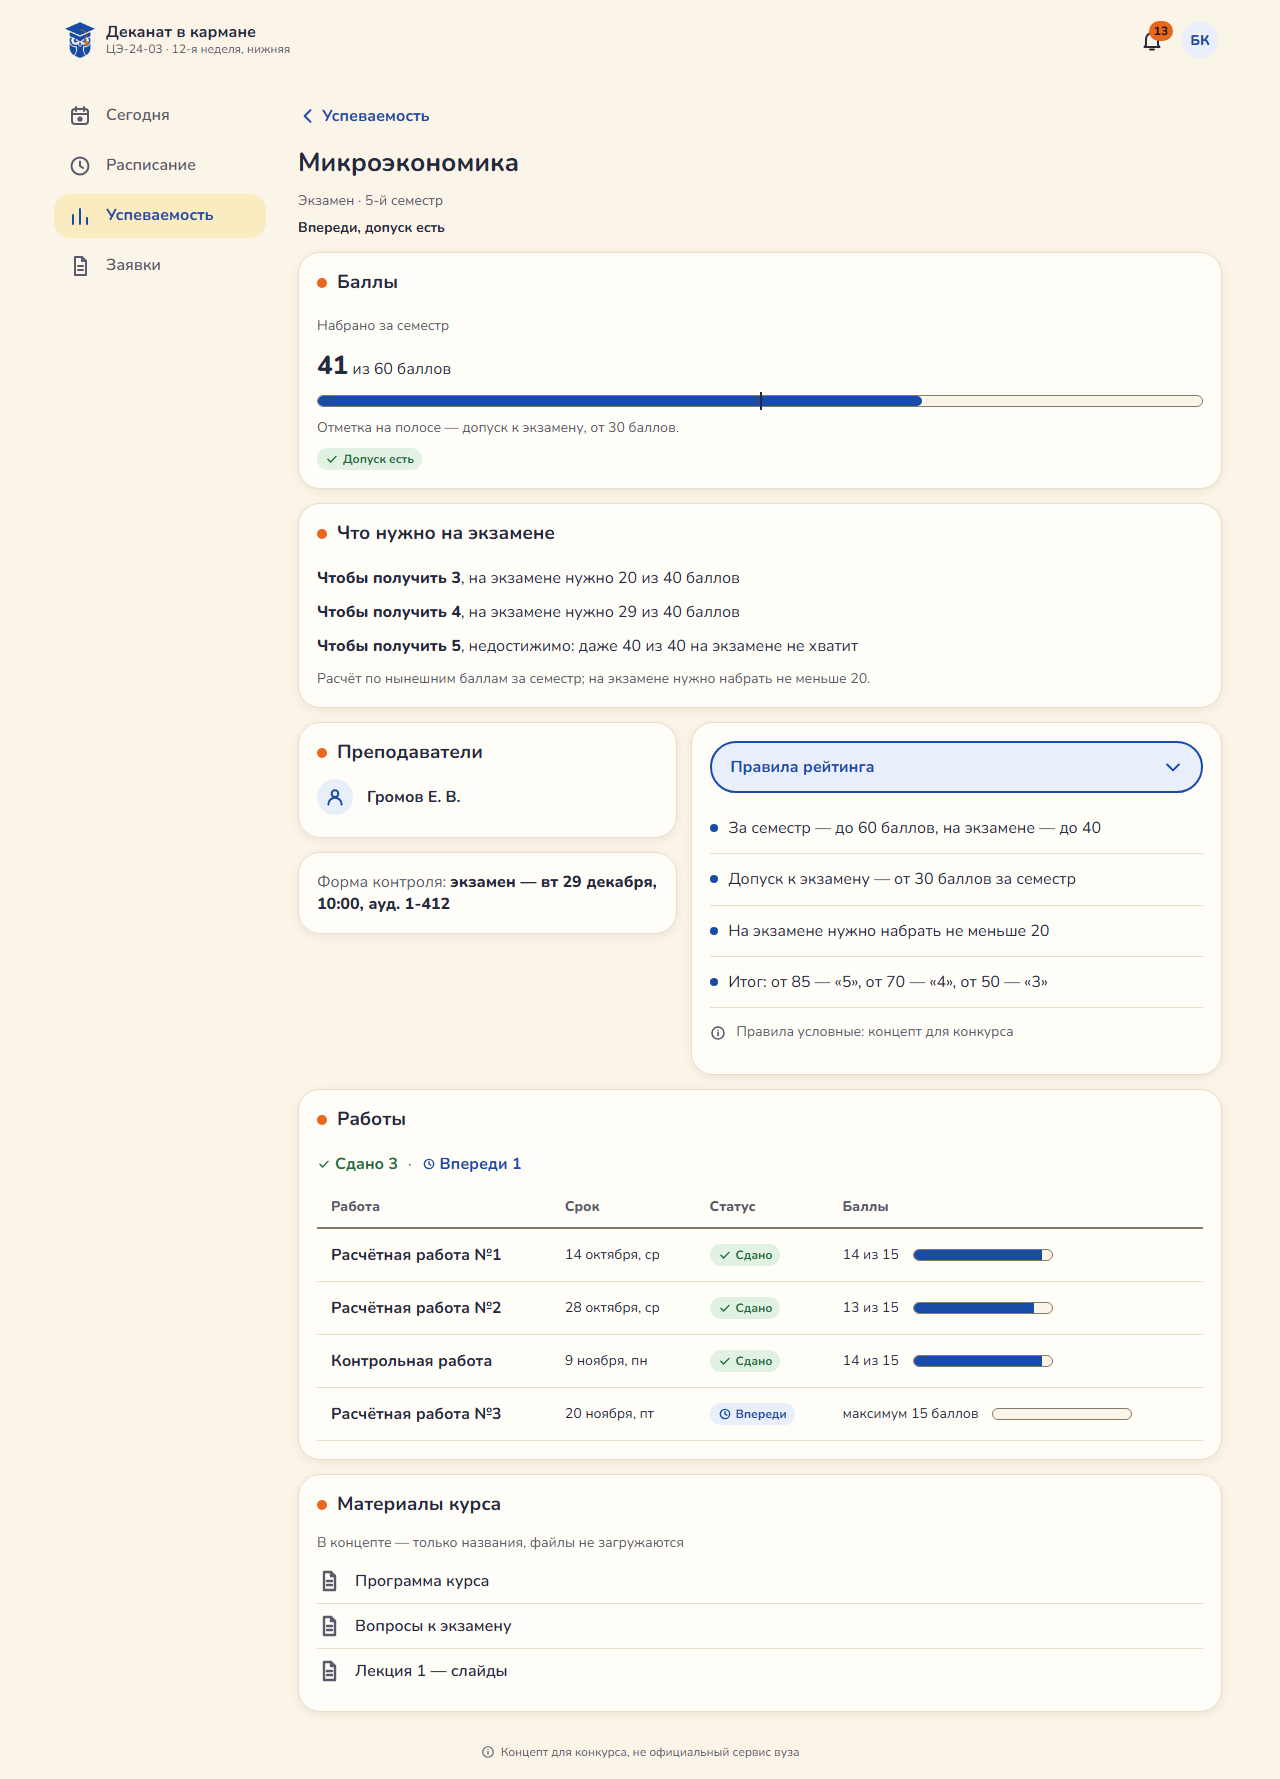 Деканат в кармане
ЦЭ-24-03 · 12-я неделя, нижняя
13
БК
Сегодня
Расписание
Успеваемость
Заявки
Успеваемость
Микроэкономика
Экзамен · 5-й семестр
Впереди, допуск есть
Баллы
Набрано за семестр
41 из 60 баллов
Отметка на полосе — допуск к экзамену, от 30 баллов.
Допуск есть
Что нужно на экзамене
Чтобы получить 3, на экзамене нужно 20 из 40 баллов
Чтобы получить 4, на экзамене нужно 29 из 40 баллов
Чтобы получить 5, недостижимо: даже 40 из 40 на экзамене не хватит
Расчёт по нынешним баллам за семестр; на экзамене нужно набрать не меньше 20.
Преподаватели
Громов Е. В.
Форма контроля: экзамен — вт 29 декабря,
10:00, ауд. 1-412
Правила рейтинга
За семестр — до 60 баллов, на экзамене — до 40
Допуск к экзамену — от 30 баллов за семестр
На экзамене нужно набрать не меньше 20
Итог: от 85 — «5», от 70 — «4», от 50 — «3»
Правила условные: концепт для конкурса
Работы
Сдано 3 · Впереди 1
Работа Срок Статус Баллы
Расчётная работа №1 14 октября, ср Сдано 14 из 15
Расчётная работа №2 28 октября, ср Сдано 13 из 15
Контрольная работа 9 ноября, пн Сдано 14 из 15
Расчётная работа №3 20 ноября, пт Впереди максимум 15 баллов
Материалы курса
В концепте — только названия, файлы не загружаются
Программа курса
Вопросы к экзамену
Лекция 1 — слайды
Концепт для конкурса, не официальный сервис вуза